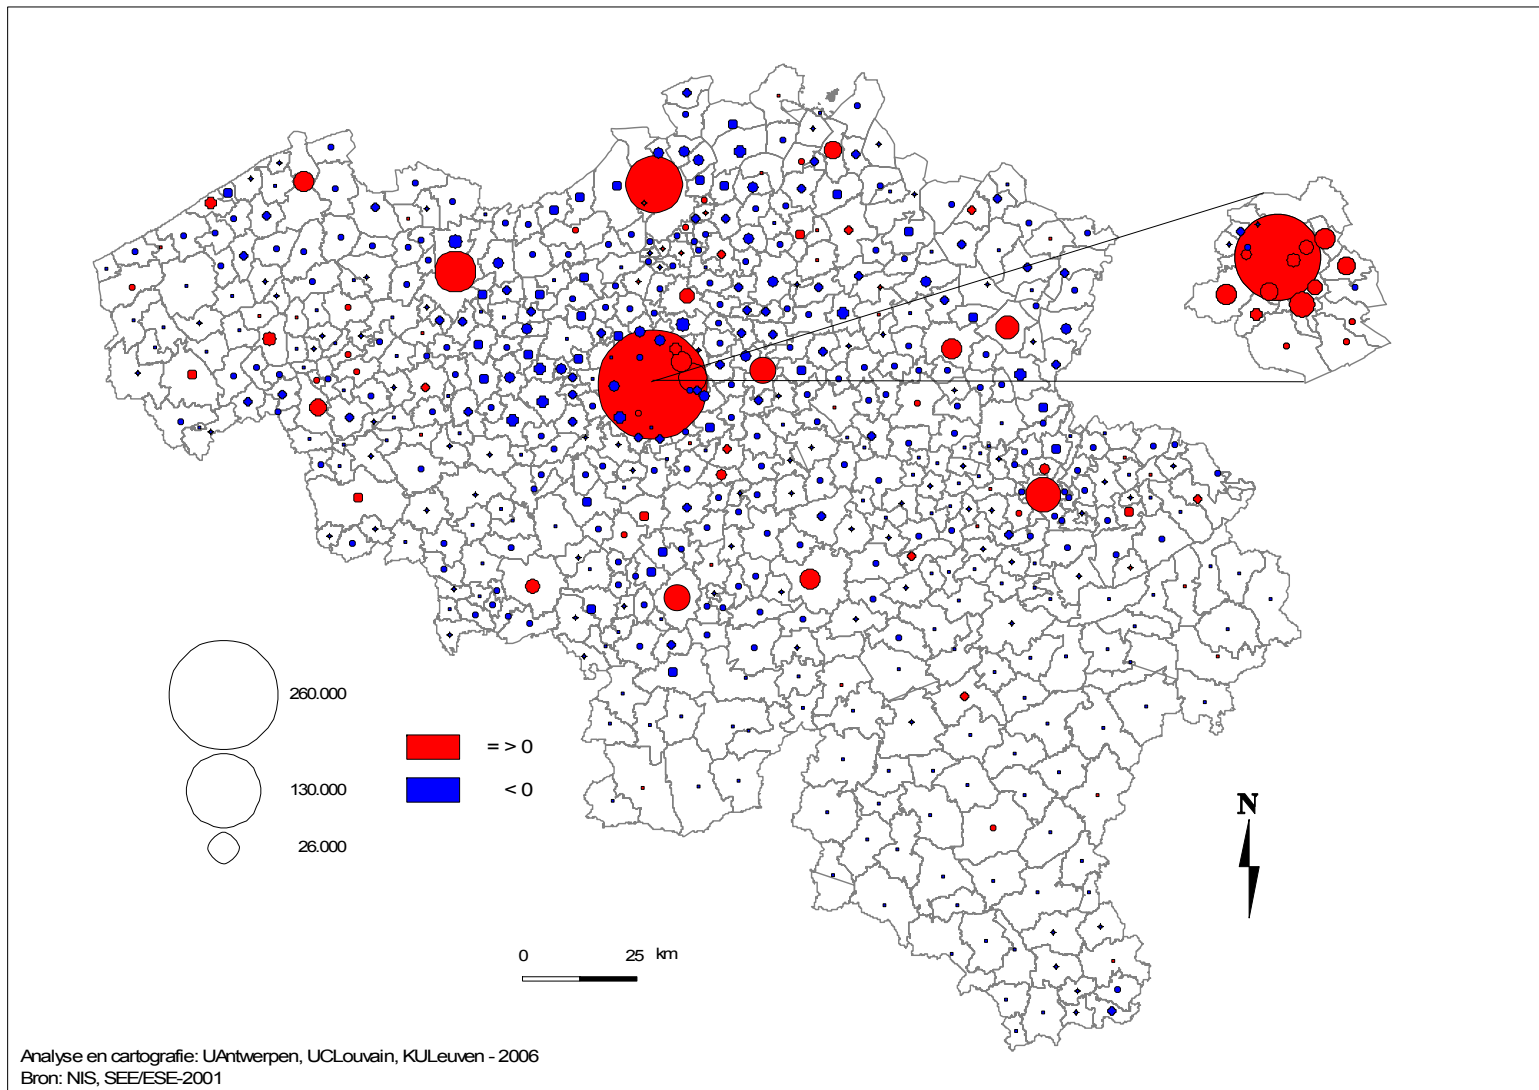 260.000
130.000
26.000
= > 0
< 0
N
0 25 km
Analyse en cartografie: UAntwerpen, UCLouvain, KULeuven - 2006
Bron: NIS, SEE/ESE-2001